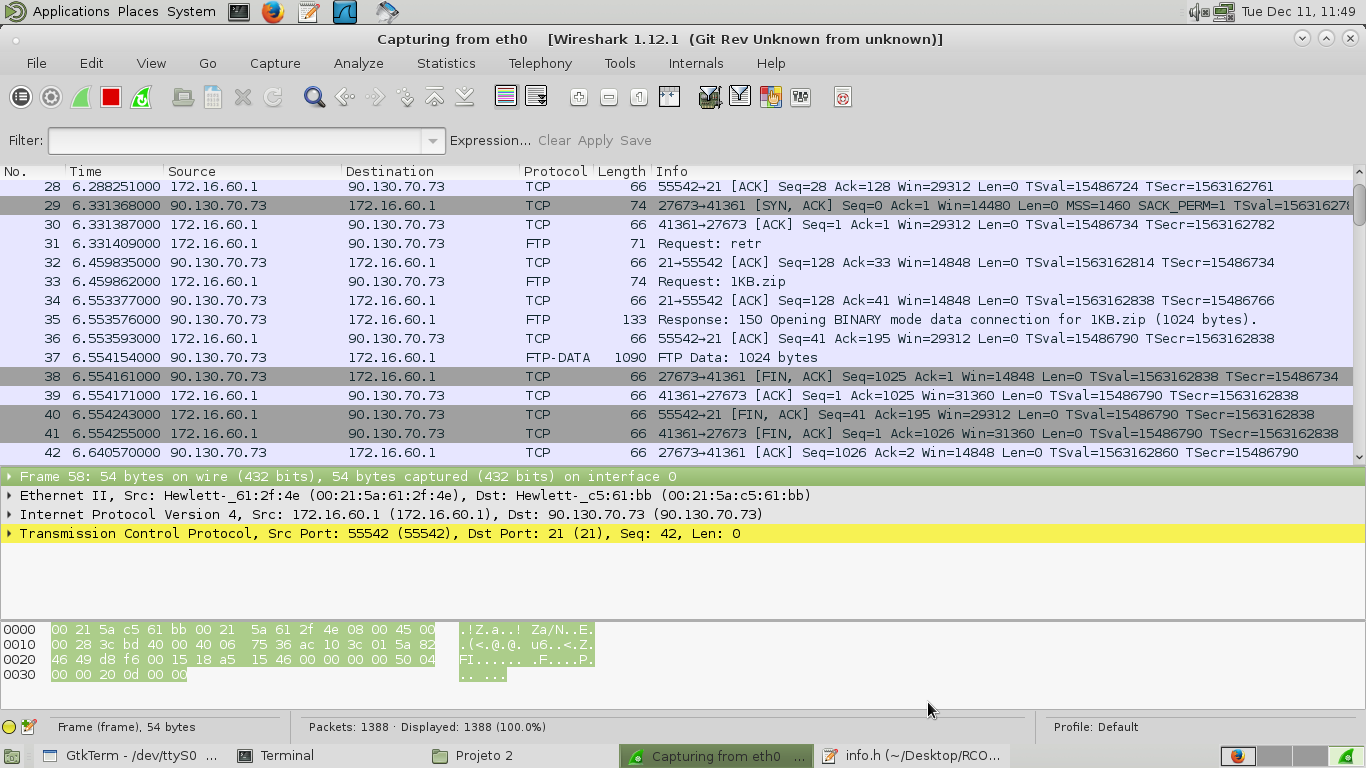 Applications Places System Tue Dec 11, 11:49
Capturing from eth0 [Wireshark 1.12.1 (Git Rev Unknown from unknown)]
File Edit View Go Capture Analyze Statistics Telephony Tools Internals Help
Filter: Expression... Clear Apply Save
No. Time Source Destination Protocol Length Info
28 6.288251000 172.16.60.1 90.130.70.73 TCP 66 55542→21 [ACK] Seq=28 Ack=128 Win=29312 Len=0 TSval=15486724 TSecr=1563162761
29 6.331368000 90.130.70.73 172.16.60.1 TCP 74 27673→41361 [SYN, ACK] Seq=0 Ack=1 Win=14480 Len=0 MSS=1460 SACK_PERM=1 TSval=15631627
30 6.331387000 172.16.60.1 90.130.70.73 TCP 66 41361→27673 [ACK] Seq=1 Ack=1 Win=29312 Len=0 TSval=15486734 TSecr=1563162782
31 6.331409000 172.16.60.1 90.130.70.73 FTP 71 Request: retr
32 6.459835000 90.130.70.73 172.16.60.1 TCP 66 21→55542 [ACK] Seq=128 Ack=33 Win=14848 Len=0 TSval=1563162814 TSecr=15486734
33 6.459862000 172.16.60.1 90.130.70.73 FTP 74 Request: 1KB.zip
34 6.553377000 90.130.70.73 172.16.60.1 TCP 66 21→55542 [ACK] Seq=128 Ack=41 Win=14848 Len=0 TSval=1563162838 TSecr=15486766
35 6.553576000 90.130.70.73 172.16.60.1 FTP 133 Response: 150 Opening BINARY mode data connection for 1KB.zip (1024 bytes).
36 6.553593000 172.16.60.1 90.130.70.73 TCP 66 55542→21 [ACK] Seq=41 Ack=195 Win=29312 Len=0 TSval=15486790 TSecr=1563162838
37 6.554154000 90.130.70.73 172.16.60.1 FTP-DATA 1090 FTP Data: 1024 bytes
38 6.554161000 90.130.70.73 172.16.60.1 TCP 66 27673→41361 [FIN, ACK] Seq=1025 Ack=1 Win=14848 Len=0 TSval=1563162838 TSecr=15486734
39 6.554171000 172.16.60.1 90.130.70.73 TCP 66 41361→27673 [ACK] Seq=1 Ack=1025 Win=31360 Len=0 TSval=15486790 TSecr=1563162838
40 6.554243000 172.16.60.1 90.130.70.73 TCP 66 55542→21 [FIN, ACK] Seq=41 Ack=195 Win=29312 Len=0 TSval=15486790 TSecr=1563162838
41 6.554255000 172.16.60.1 90.130.70.73 TCP 66 41361→27673 [FIN, ACK] Seq=1 Ack=1026 Win=31360 Len=0 TSval=15486790 TSecr=1563162838
42 6.640570000 90.130.70.73 172.16.60.1 TCP 66 27673→41361 [ACK] Seq=1026 Ack=2 Win=14848 Len=0 TSval=1563162860 TSecr=15486790
Frame 58: 54 bytes on wire (432 bits), 54 bytes captured (432 bits) on interface 0
Ethernet II, Src: Hewlett-_61:2f:4e (00:21:5a:61:2f:4e), Dst: Hewlett-_c5:61:bb (00:21:5a:c5:61:bb)
Internet Protocol Version 4, Src: 172.16.60.1 (172.16.60.1), Dst: 90.130.70.73 (90.130.70.73)
Transmission Control Protocol, Src Port: 55542 (55542), Dst Port: 21 (21), Seq: 42, Len: 0
0000 00 21 5a c5 61 bb 00 21 5a 61 2f 4e 08 00 45 00 .!Z.a..! Za/N..E.
0010 00 28 3c bd 40 00 40 06 75 36 ac 10 3c 01 5a 82 .(<.@.@. u6..<.Z.
0020 46 49 d8 f6 00 15 18 a5 15 46 00 00 00 00 50 04 FI...... .F....P.
0030 00 00 20 0d 00 00 .. ...
Frame (frame), 54 bytes Packets: 1388 · Displayed: 1388 (100.0%) Profile: Default
GtkTerm - /dev/ttyS0 ... Terminal Projeto 2 Capturing from eth0 ... info.h (~/Desktop/RCO...